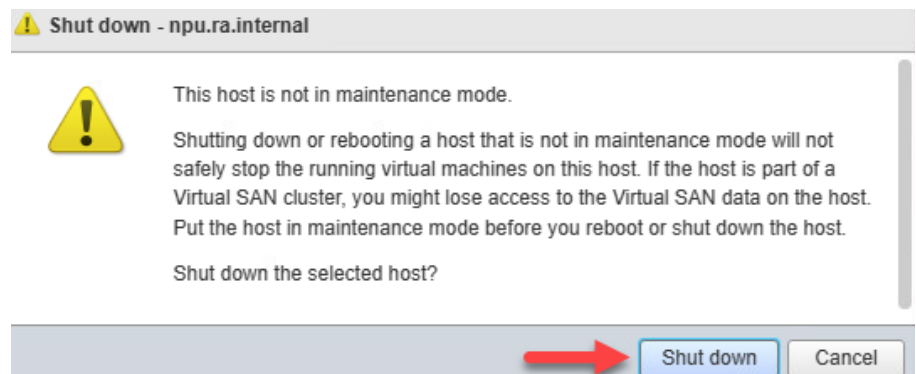 Shut down - npu.ra.internal
This host is not in maintenance mode.
Shutting down or rebooting a host that is not in maintenance mode will not
safely stop the running virtual machines on this host. If the host is part of a
Virtual SAN cluster, you might lose access to the Virtual SAN data on the host.
Put the host in maintenance mode before you reboot or shut down the host.
Shut down the selected host?
Shut down Cancel